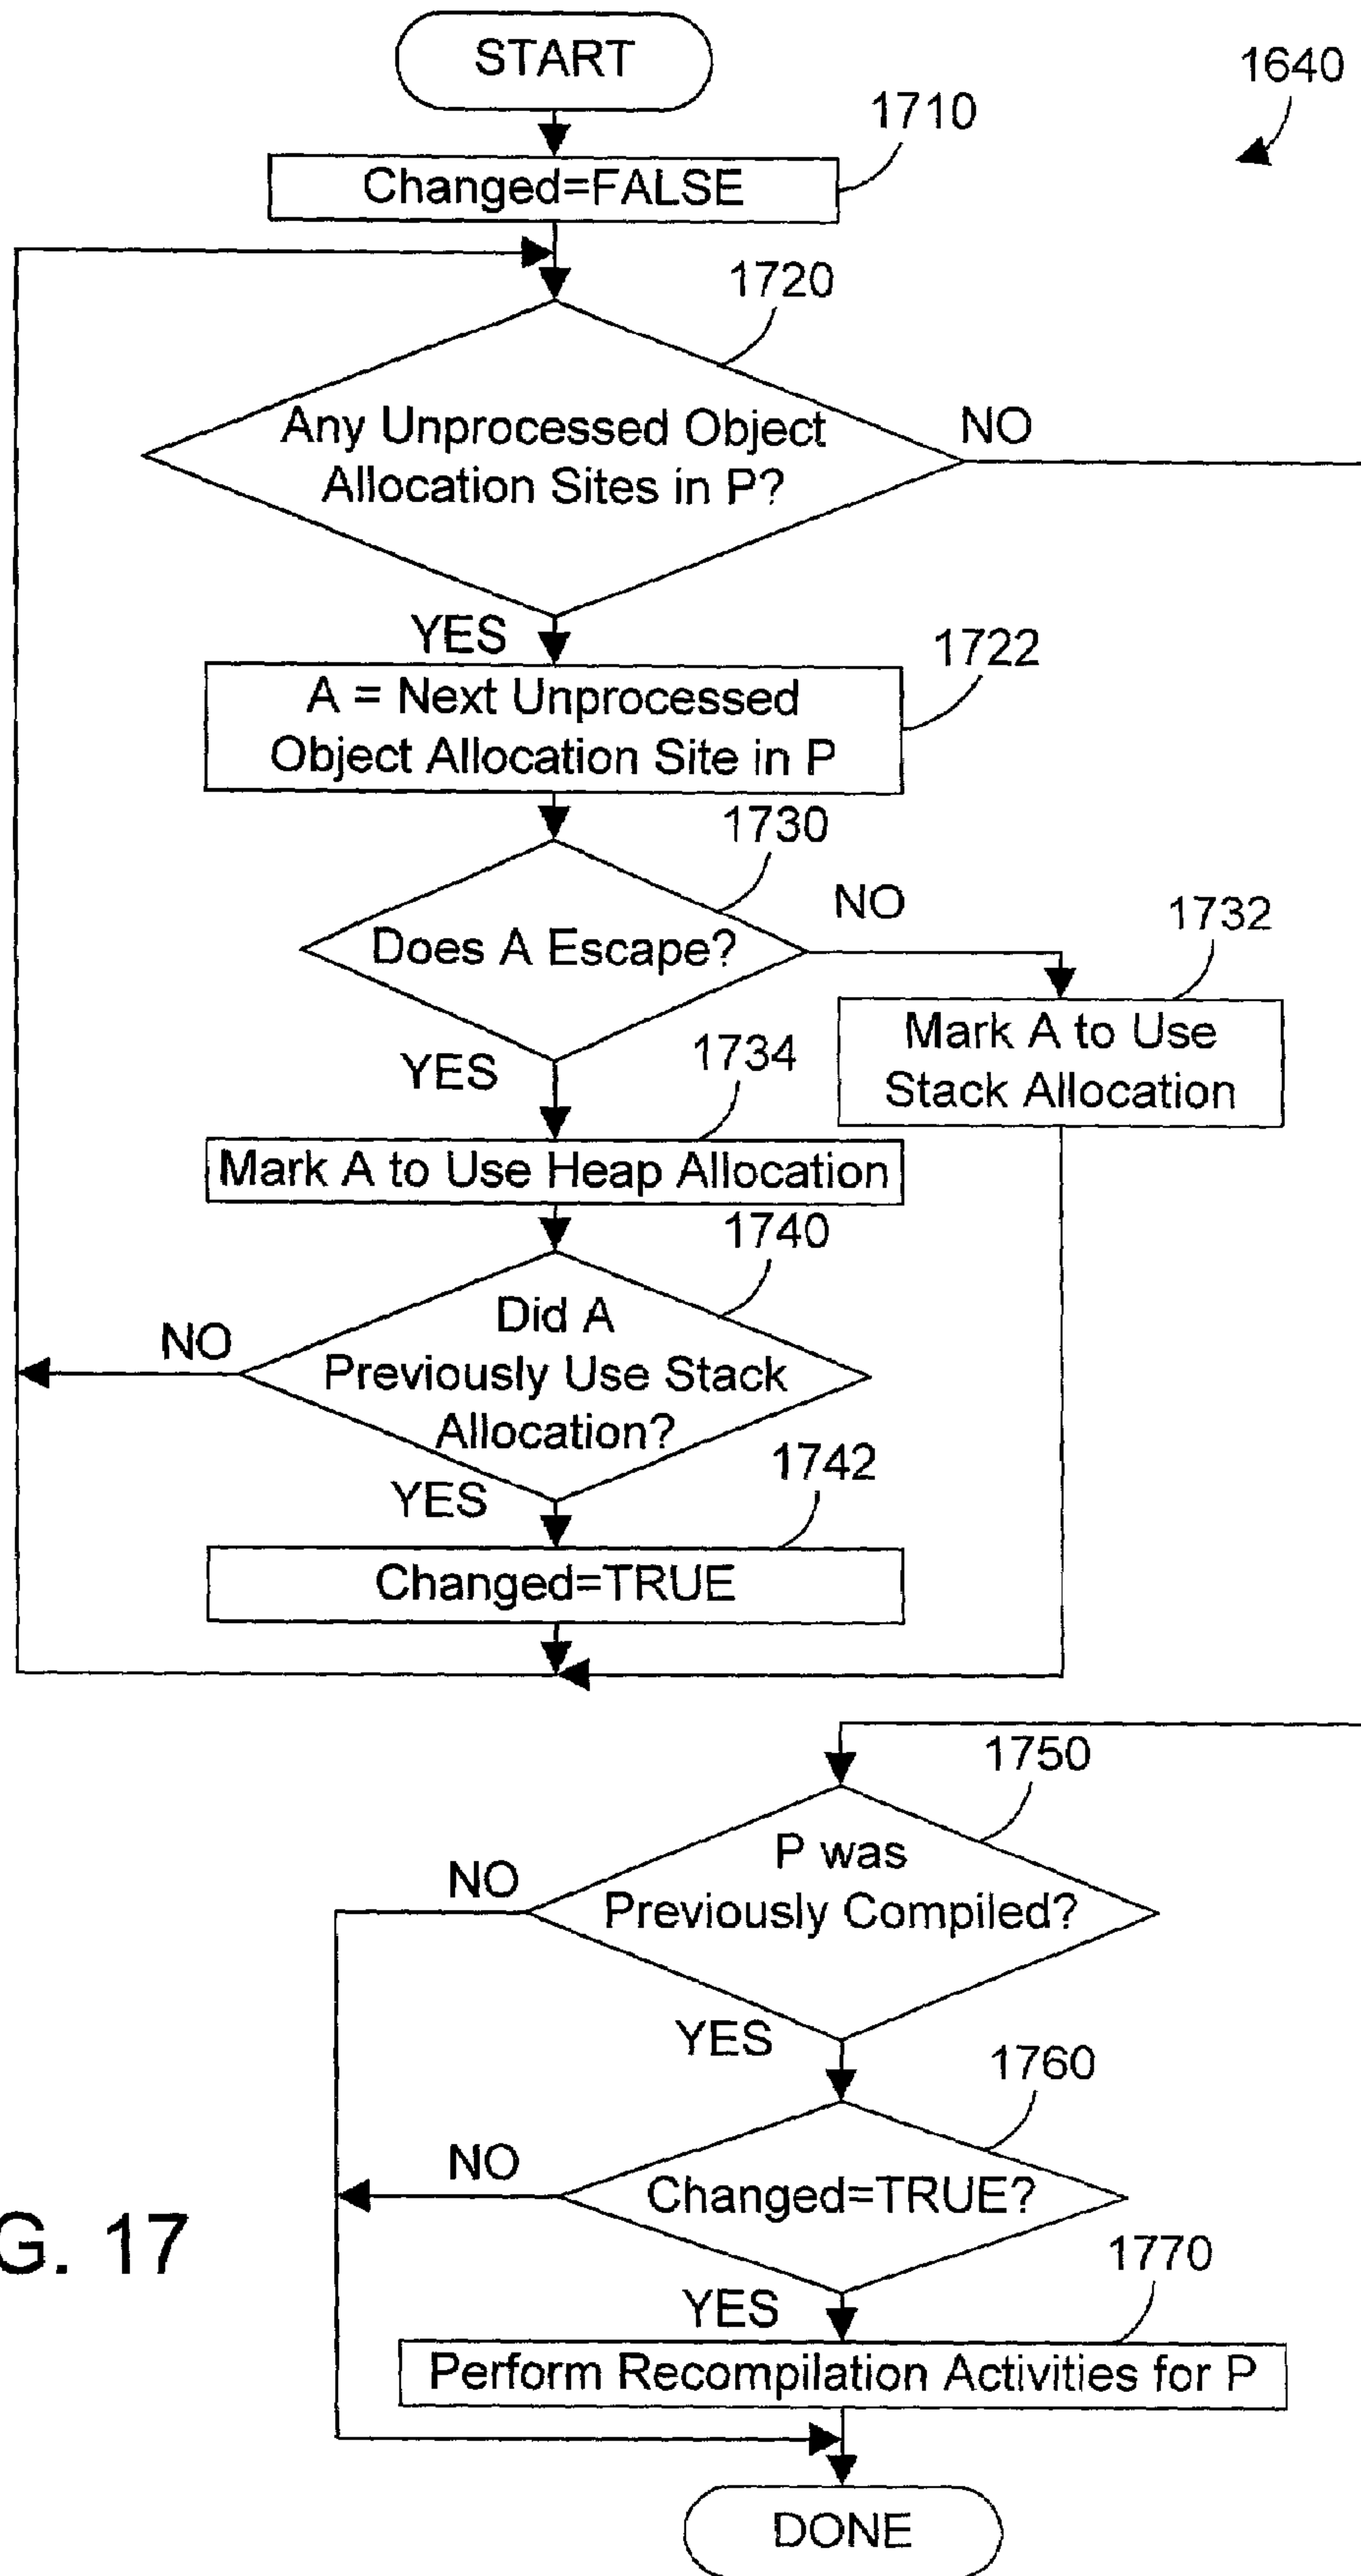 START
1640
1710
Changed=FALSE
1720
Any Unprocessed Object
Allocation Sites in P?
NO
YES
1722
A = Next Unprocessed
Object Allocation Site in P
1730
Does A Escape?
NO
1732
Mark A to Use
Stack Allocation
YES
1734
Mark A to Use Heap Allocation
1740
Did A
Previously Use Stack
Allocation?
NO
YES
1742
Changed=TRUE
1750
P was
Previously Compiled?
NO
YES
1760
Changed=TRUE?
NO
G. 17
YES
1770
Perform Recompilation Activities for P
DONE